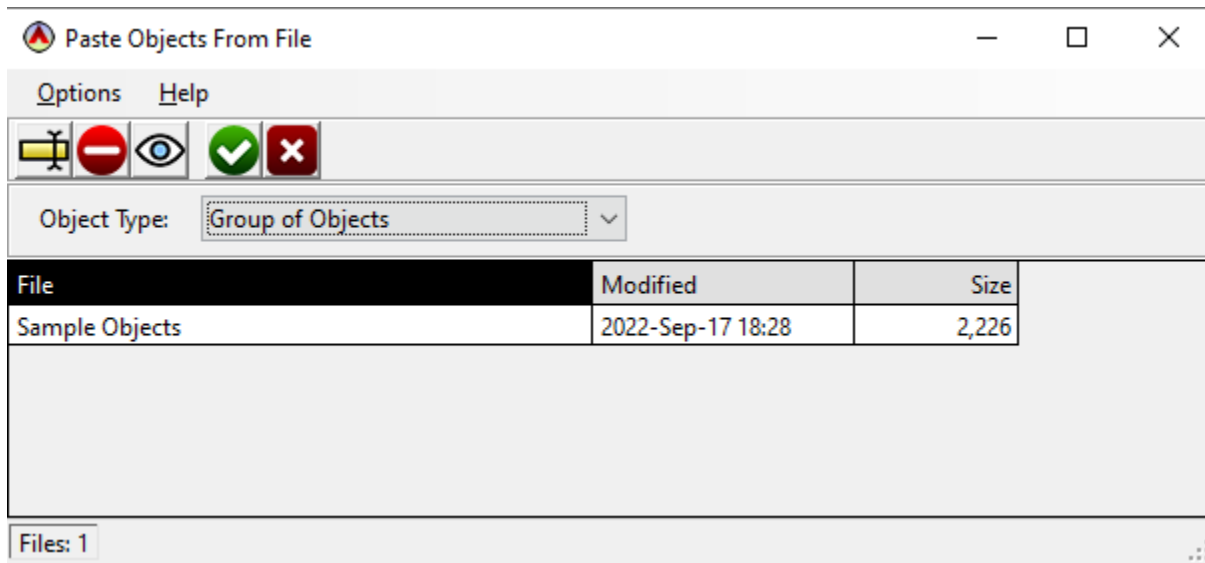 Paste Objects From File
Options Help
Object Type: Group of Objects
File Modified Size
Sample Objects 2022-Sep-17 18:28 2,226
Files: 1